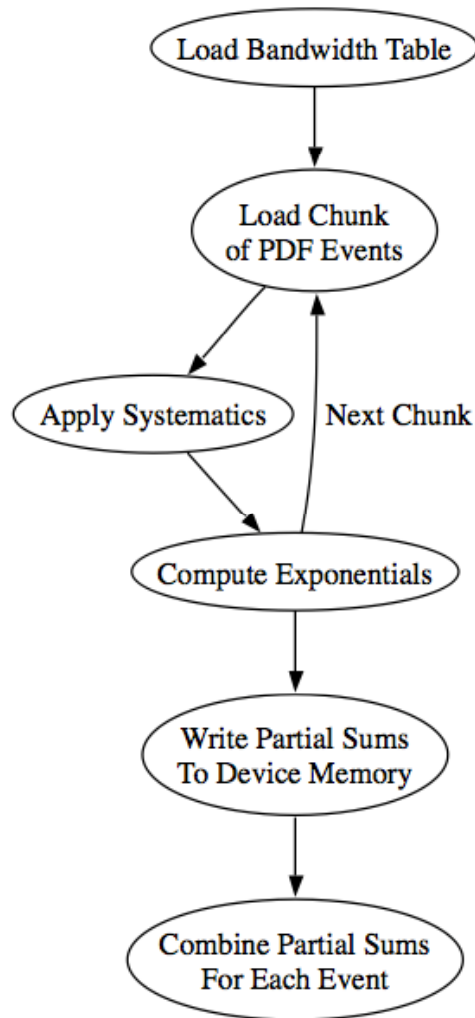 Load Bandwidth Table
Load Chunk
of PDF Events
Apply Systematics
Next Chunk
Compute Exponentials
Write Partial Sums
To Device Memory
Combine Partial Sums
For Each Event